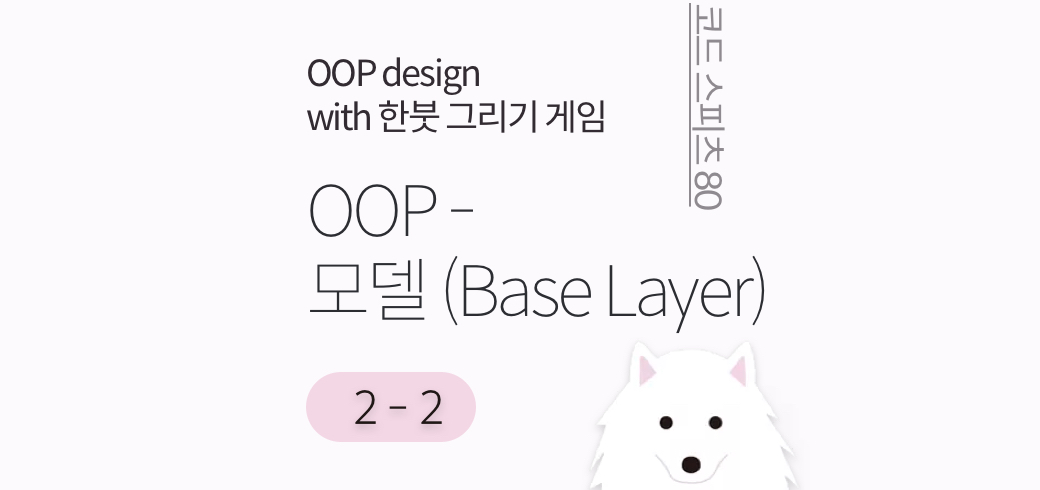 OOP design
with 한붓 그리기 게임
코드 스피츠 80
OOP –
모델 (Base Layer)
2 – 2